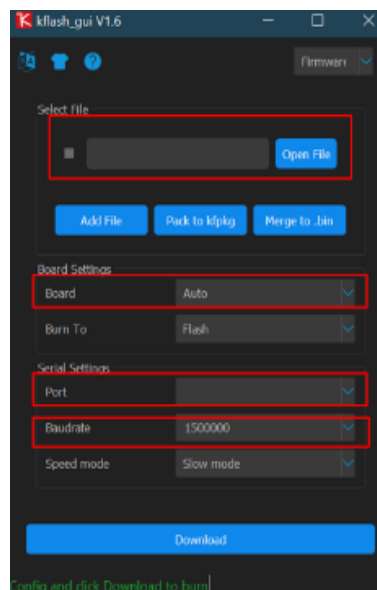 kflash_gui V1.6
Firmware
Select File
Open File
Add File Pack to kfpkg Merge to .bin
Board Settings
Board Auto
Burn To Flash
Serial Settings
Port
Baudrate 1500000
Speed mode Slow mode
Download
Config and click Download to burn